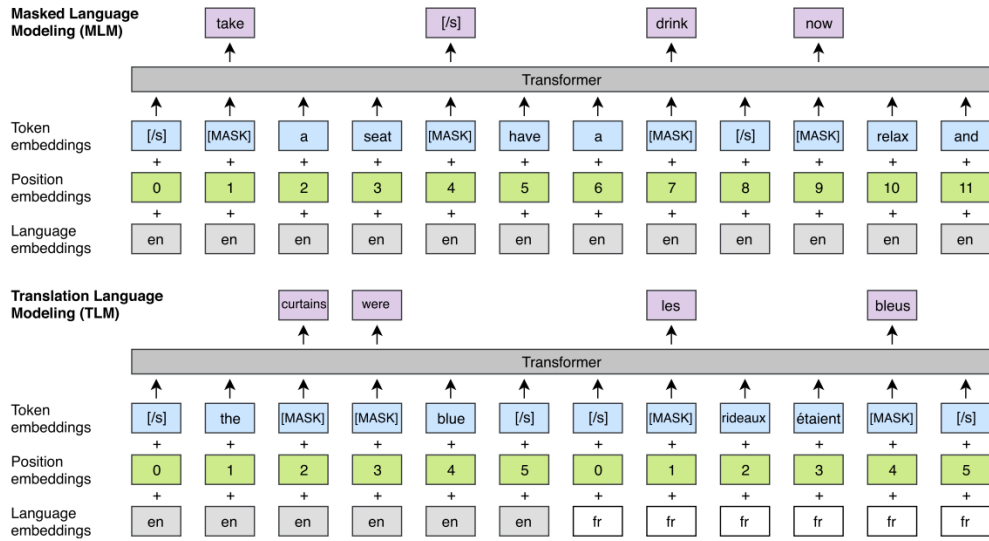 Masked Language
Modeling (MLM)
take [/s] drink now
Transformer
Token
embeddings
[/s] [MASK] a seat [MASK] have a [MASK] [/s] [MASK] relax and
+ + + + + + + + + + + +
Position
embeddings
0 1 2 3 4 5 6 7 8 9 10 11
+ + + + + + + + + + + +
Language
embeddings
en en en en en en en en en en en en
Translation Language
Modeling (TLM)
curtains were les bleus
Transformer
Token
embeddings
[/s] the [MASK] [MASK] blue [/s] [/s] [MASK] rideaux étaient [MASK] [/s]
+ + + + + + + + + + + +
Position
embeddings
0 1 2 3 4 5 0 1 2 3 4 5
+ + + + + + + + + + + +
Language
embeddings
en en en en en en fr fr fr fr fr fr